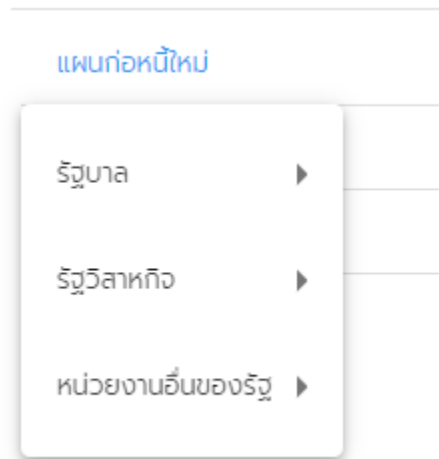 แผนก่อหนี้ใหม่
รัฐบาล
รัฐวิสาหกิจ
หน่วยงานอื่นของรัฐ